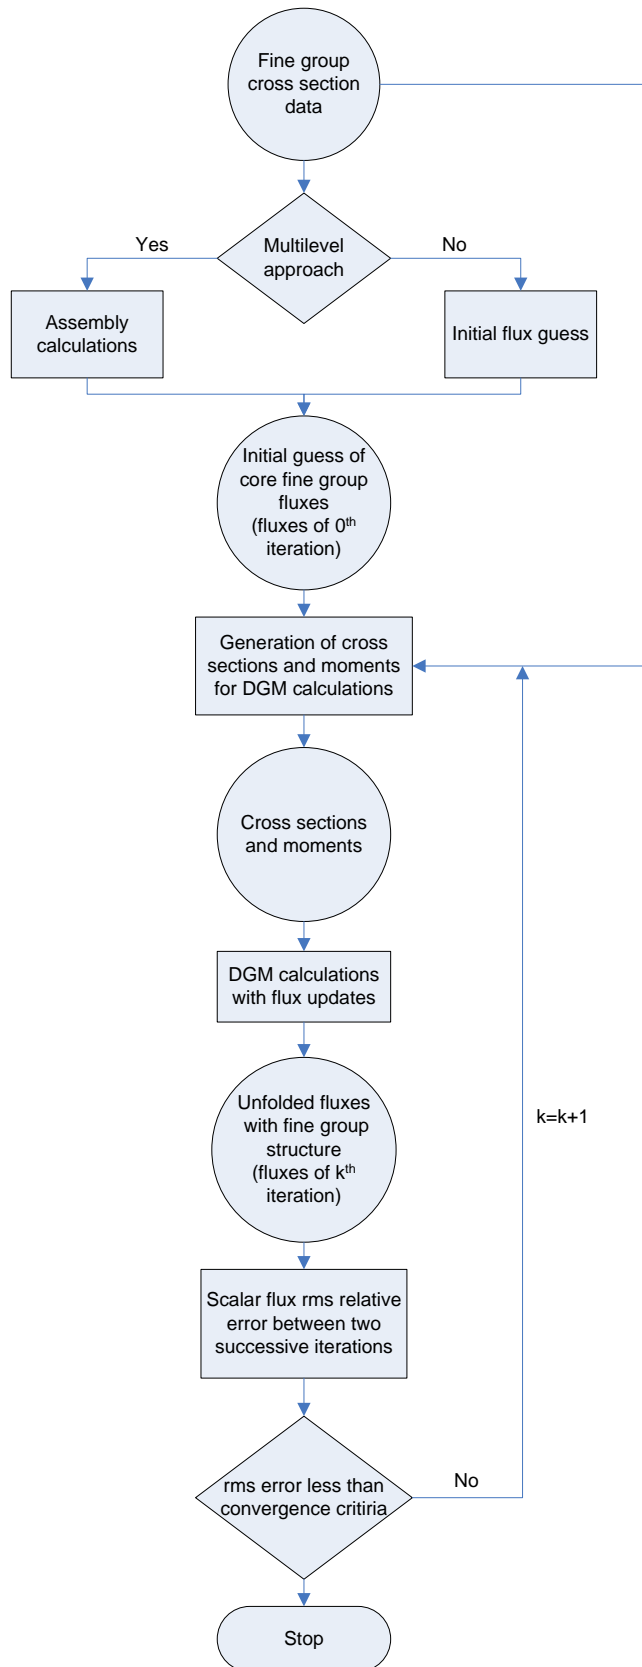 Fine group
cross section
data
Yes
Multilevel
approach
No
Assembly
calculations
Initial flux guess
Initial guess of
core fine group
fluxes
(fluxes of 0th
iteration)
Generation of cross
sections and moments
for DGM calculations
Cross sections
and moments
DGM calculations
with flux updates
Unfolded fluxes
with fine group
structure
(fluxes of kth
iteration)
k=k+1
Scalar flux rms relative
error between two
successive iterations
rms error less than
convergence critiria
No
Stop